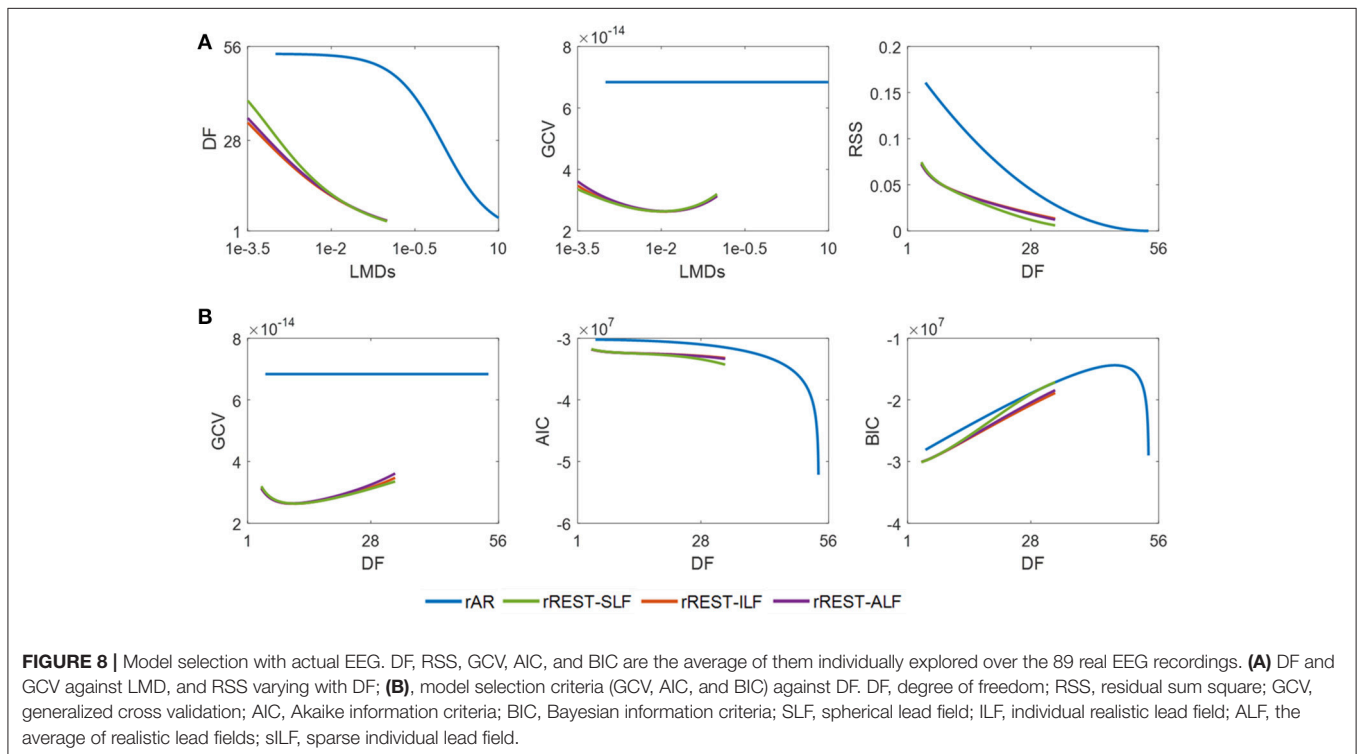 A
56
28
1
DF
1e-3.5
1e-2
1e-0.5
10
LMDs
×10^-14
8
6
4
2
GCV
1e-3.5
1e-2
1e-0.5
10
LMDs
0.2
0.15
0.1
0.05
0
RSS
1
28
56
DF
B
×10^-14
8
6
4
2
GCV
1
28
56
DF
×10^7
-3
-4
-5
-6
AIC
1
28
56
DF
×10^7
-1
-2
-3
-4
BIC
1
28
56
DF
rAR rREST-SLF rREST-ILF rREST-ALF
FIGURE 8 | Model selection with actual EEG. DF, RSS, GCV, AIC, and BIC are the average of them individually explored over the 89 real EEG recordings. (A) DF and
GCV against LMD, and RSS varying with DF; (B), model selection criteria (GCV, AIC, and BIC) against DF. DF, degree of freedom; RSS, residual sum square; GCV,
generalized cross validation; AIC, Akaike information criteria; BIC, Bayesian information criteria; SLF, spherical lead field; ILF, individual realistic lead field; ALF, the
average of realistic lead fields; sILF, sparse individual lead field.